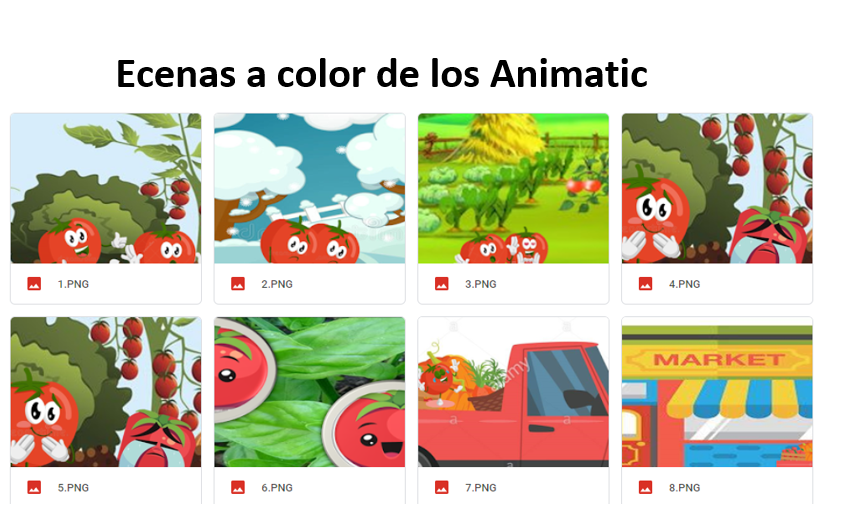 Ecenas a color de los Animatic
1.PNG
2.PNG
3.PNG
4.PNG
alamy
a
a
a
MARKET
5.PNG
6.PNG
7.PNG
8.PNG